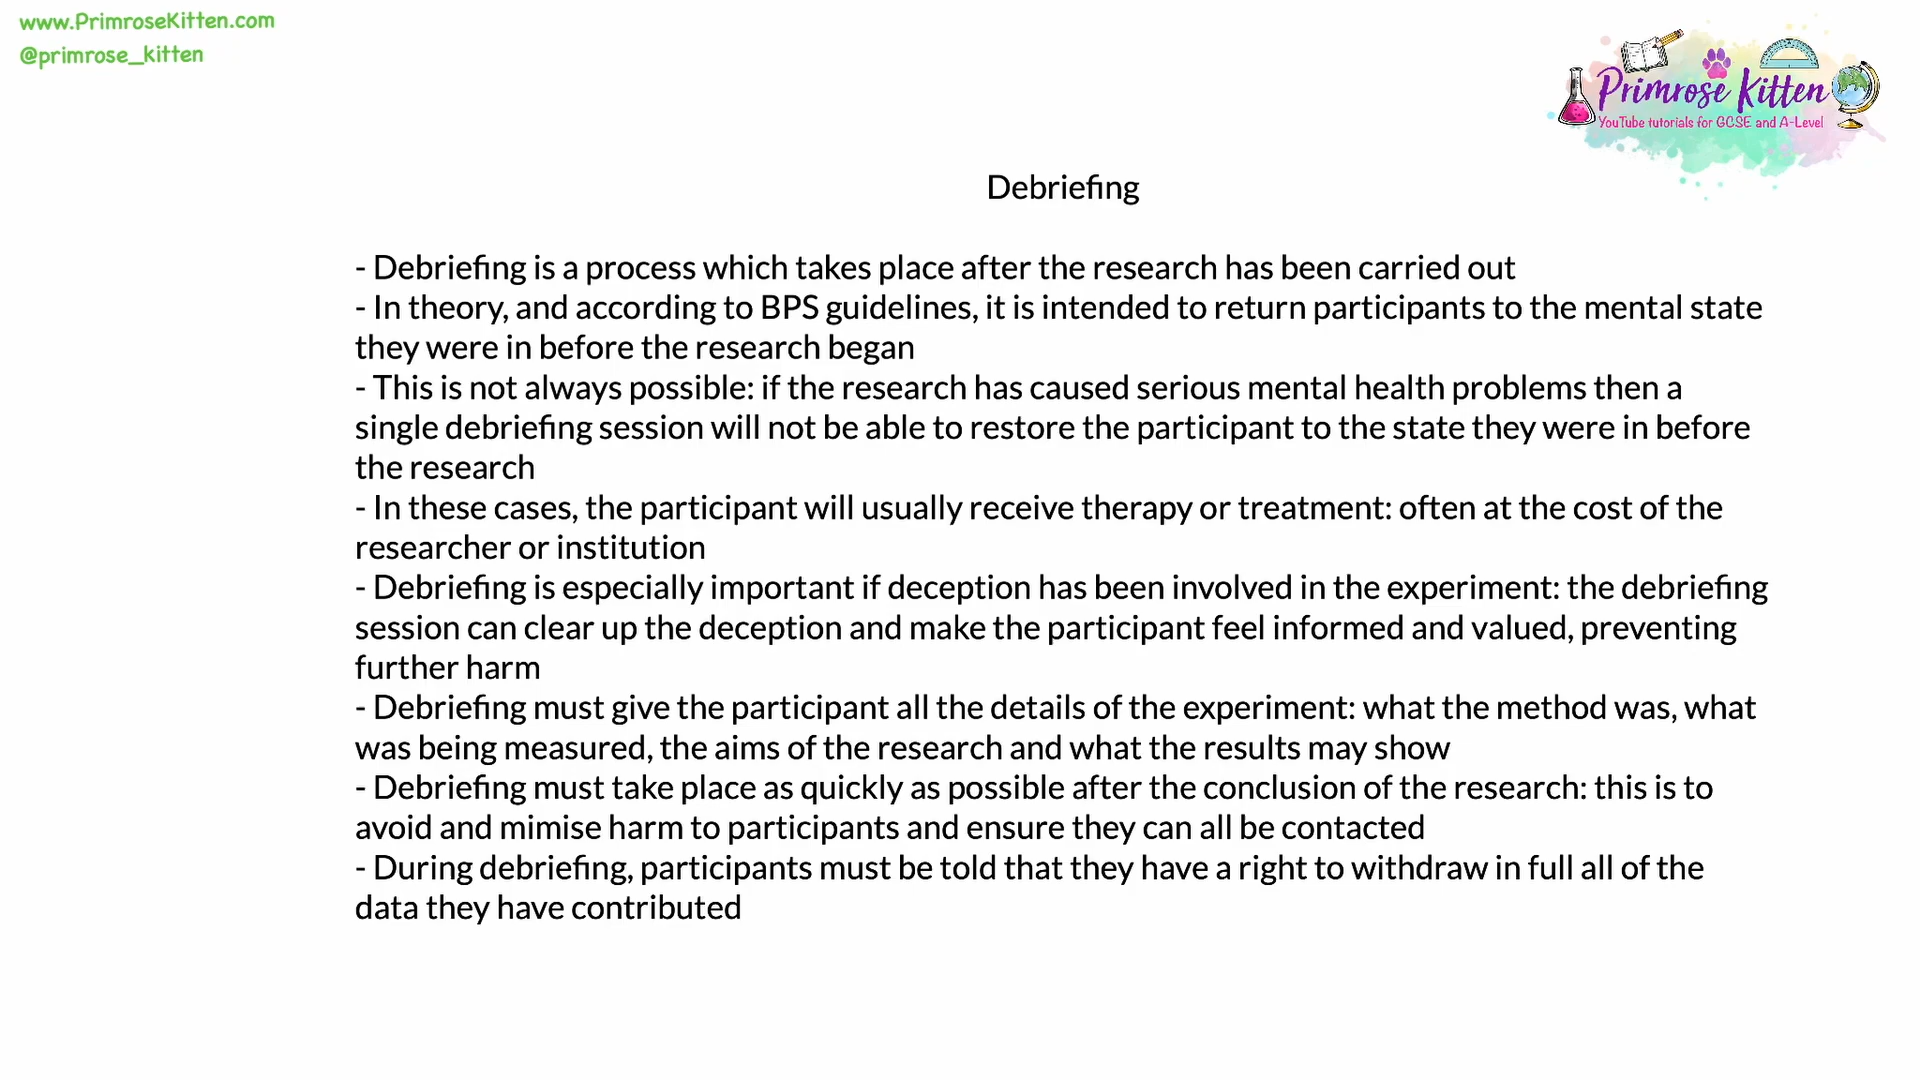 www.PrimroseKitten.com
@primrose_kitten
Primrose Kitten
YouTube tutorials for GCSE and A-Level
Debriefing
- Debriefing is a process which takes place after the research has been carried out
- In theory, and according to BPS guidelines, it is intended to return participants to the mental state
they were in before the research began
- This is not always possible: if the research has caused serious mental health problems then a
single debriefing session will not be able to restore the participant to the state they were in before
the research
- In these cases, the participant will usually receive therapy or treatment: often at the cost of the
researcher or institution
- Debriefing is especially important if deception has been involved in the experiment: the debriefing
session can clear up the deception and make the participant feel informed and valued, preventing
further harm
- Debriefing must give the participant all the details of the experiment: what the method was, what
was being measured, the aims of the research and what the results may show
- Debriefing must take place as quickly as possible after the conclusion of the research: this is to
avoid and mimise harm to participants and ensure they can all be contacted
- During debriefing, participants must be told that they have a right to withdraw in full all of the
data they have contributed